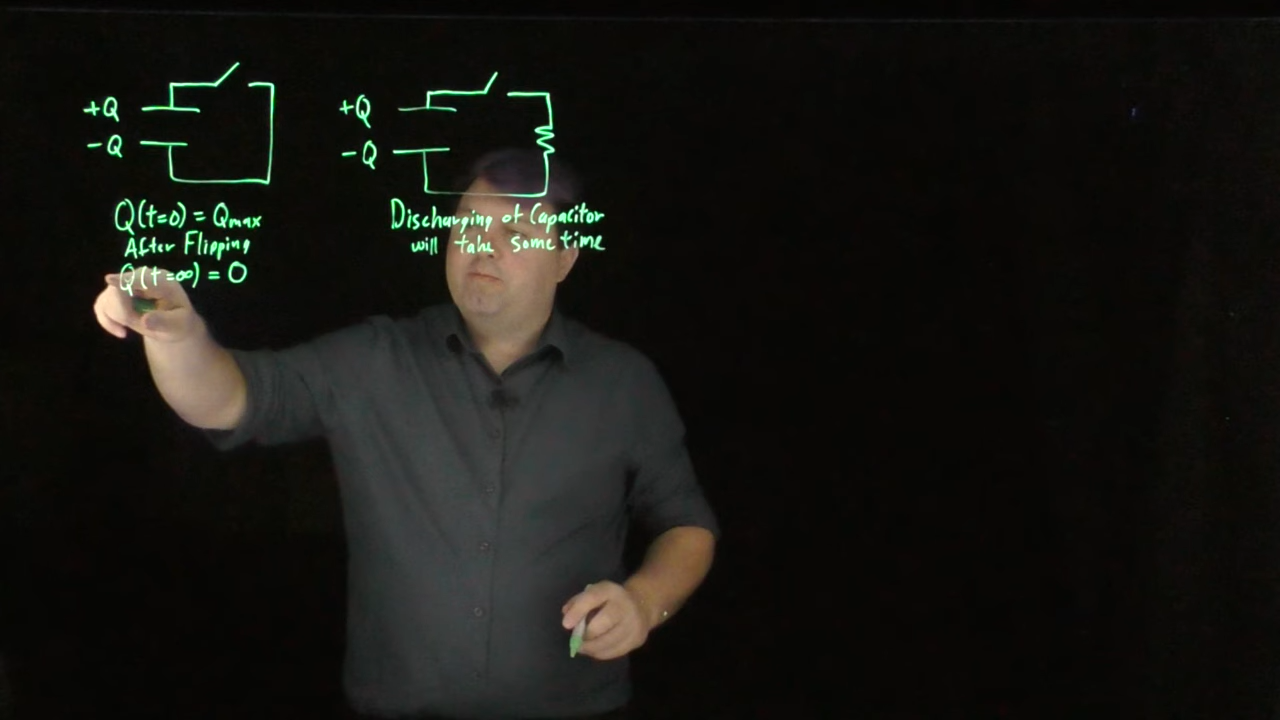 +Q
-Q
Q(t=0) = Qmax
After Flipping
Q(t=∞) = 0
+Q
-Q
Discharging of Capacitor
will take some time